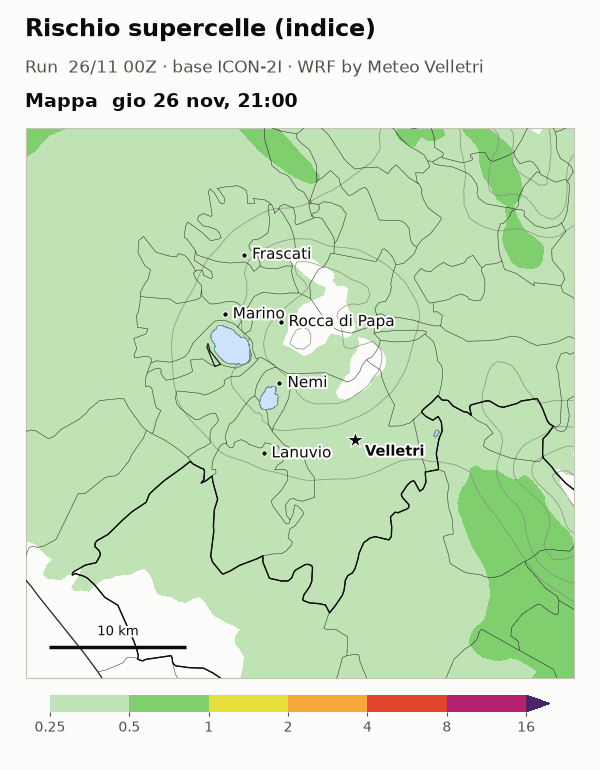 Rischio supercelle (indice)
Run  26/11 00Z · base ICON-2I · WRF by Meteo Velletri
Mappa  gio 26 nov, 21:00
Frascati
Marino
Rocca di Papa
Nemi
Velletri
Lanuvio
10 km
0.25 0.5 1 2 4 8 16